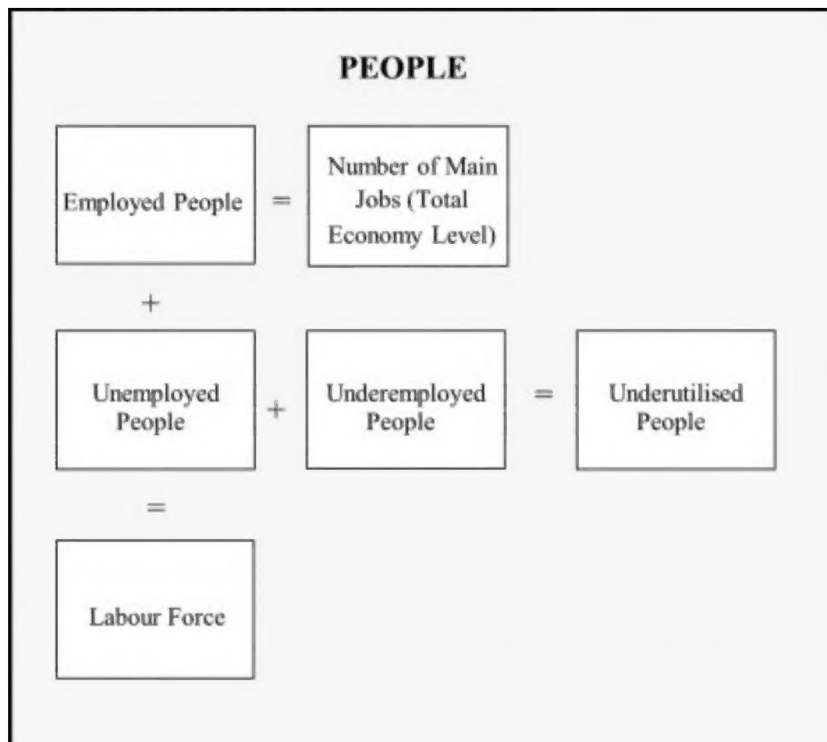 PEOPLE
Employed People
=
Number of Main
Jobs (Total
Economy Level)
+
Unemployed
People
+
Underemployed
People
=
Underutilised
People
=
Labour Force